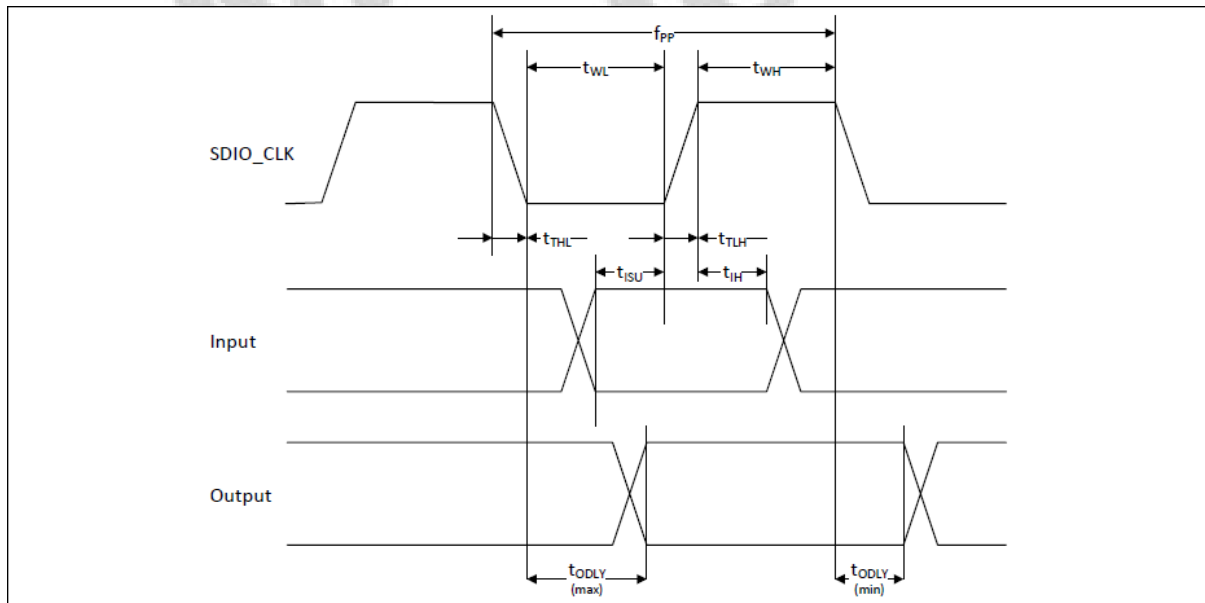 fPP
tWL
tWH
SDIO_CLK
tTHL
tTLH
tISU
tIH
Input
Output
tODLY
(max)
tODLY
(min)